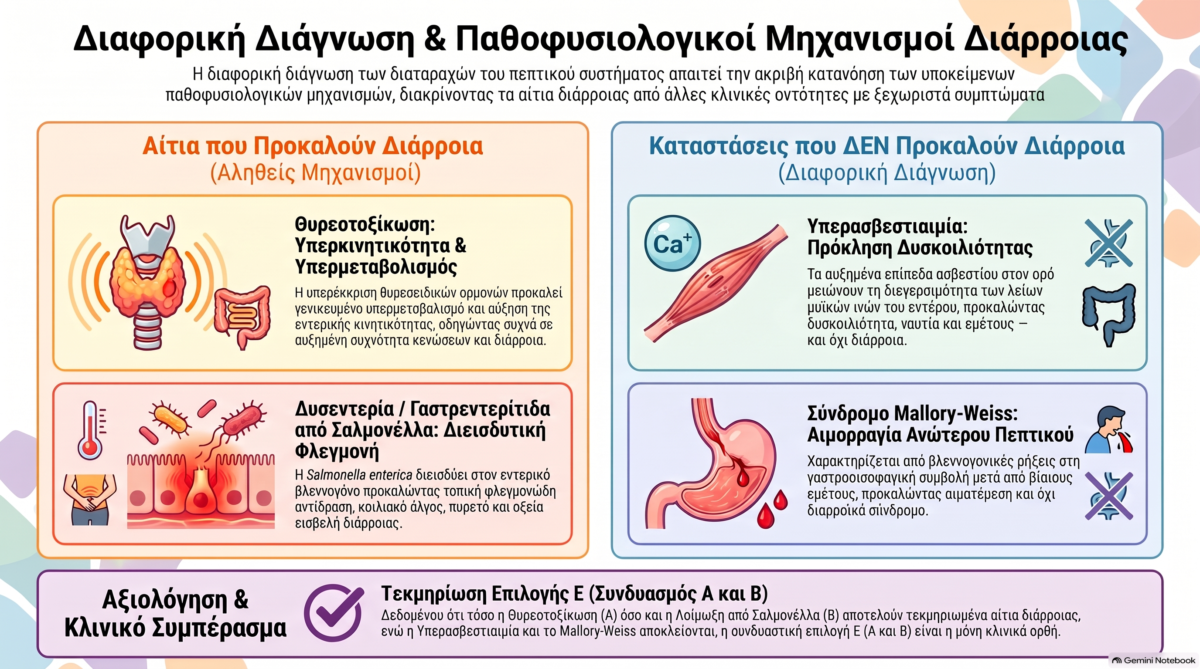 Διαφορική Διάγνωση & Παθοφυσιολογικοί Μηχανισμοί Διάρροιας
Η διαφορική διάγνωση των διαταραχών του πεπτικού συστήματος απαιτεί την ακριβή κατανόηση των υποκείμενων
παθοφυσιολογικών μηχανισμών, διακρίνοντας τα αίτια διάρροιας από άλλες κλινικές οντότητες με ξεχωριστά συμπτώματα
Αίτια που Προκαλούν Διάρροια
(Αληθείς Μηχανισμοί)
Θυρεοτοξίκωση:
Υπερκινητικότητα &
Υπερμεταβολισμός
Η υπερέκκριση θυρεσειδικών ορμονών προκαλεί
γενικευμένο υπερμετοβαλισμό και αύξηση της
εντερικής κινητικότητας, οδηγώντας συχνά σε
αυξημένη συχνότητα κενώσεων και διάρροια.
Δυσεντερία / Γαστρεντερίτιδα
από Σαλμονέλλα: Διεισδυτική
Φλεγμονή
Η Salmonella enterica διεισδύει στον εντερικό
βλεννογόνο προκαλώντας τοπική φλεγμονώδη
αντίδραση, κοιλιακό άλγος, πυρετό και οξεία
εισβελή διάρροιας.
Καταστάσεις που ΔΕΝ Προκαλούν Διάρροια
(Διαφορική Διάγνωση)
Ca⁺
Υπερασβεστιαιμία:
Πρόκληση Δυσκοιλιότητας
Τα αυξημένα επίπεδα ασβεστίου στον ορό
μειώνουν τη διεγερσιμότητα των λείων
μυϊκών ινών του εντέρου, προκαλώντας
δυσκοιλιότητα, ναυτία και εμέτους —
και όχι διάρροια.
Σύνδρομο Mallory-Weiss:
Αιμορραγία Ανώτερου Πεπτικού
Χαρακτηρίζεται από βλεννογονικές ρήξεις στη
γαστροοισοφαγική συμβολή μετά από βίαιους
εμέτους, προκαλώντας αιματέμεση και όχι
διαρροϊκά σύνδρομο.
Αξιολόγηση &
Κλινικό Συμπέρασμα
Τεκμηρίωση Επιλογής Ε (Συνδυασμός Α και Β)
Δεδομένου ότι τόσο η Θυρεοτοξίκωση (Α) όσο και η Λοίμωξη από Σαλμονέλλα (Β) αποτελούν τεκμηριωμένα αίτια διάρροιας,
ενώ η Υπερασβεστιαιμία και το Mallory-Weiss αποκλείονται, η συνδυαστική επιλογή Ε (Α και Β) είναι η μόνη κλινικά ορθή.
Gemini Notebook